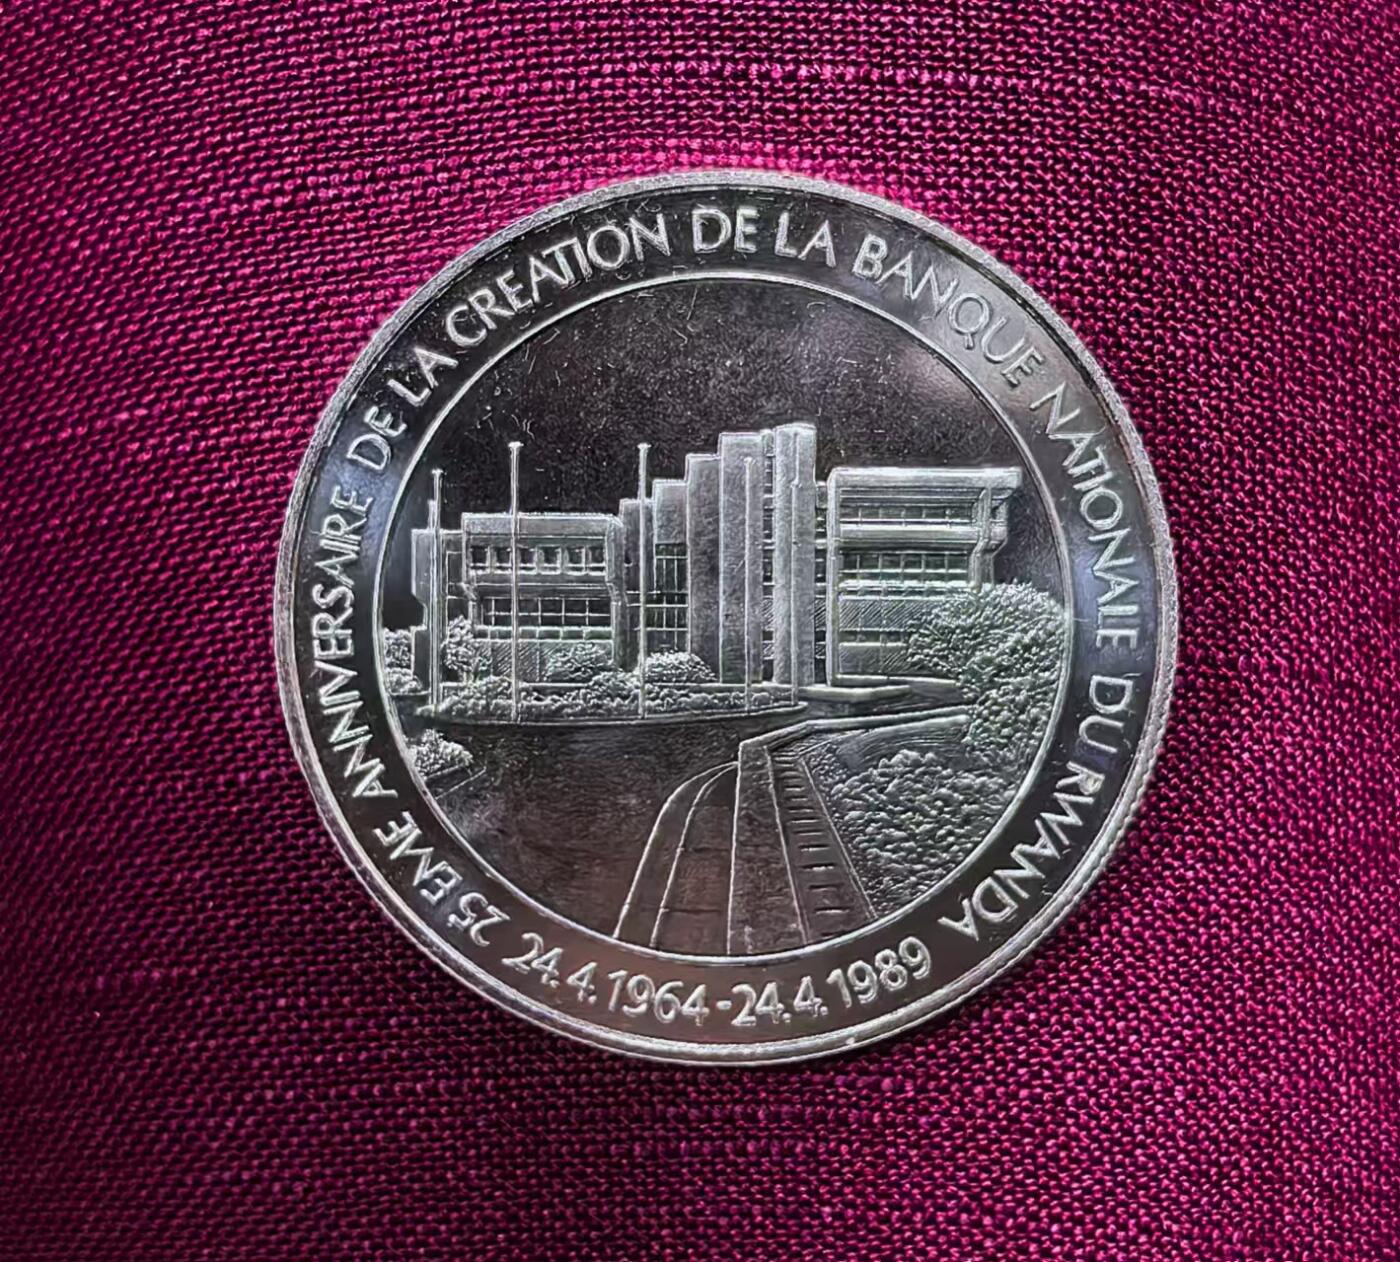 25 EME ANNIVERSAIRE DE LA CREATION DE LA BANQUE NATIONALE DU RWANDA
24.4.1964-24.4.1989